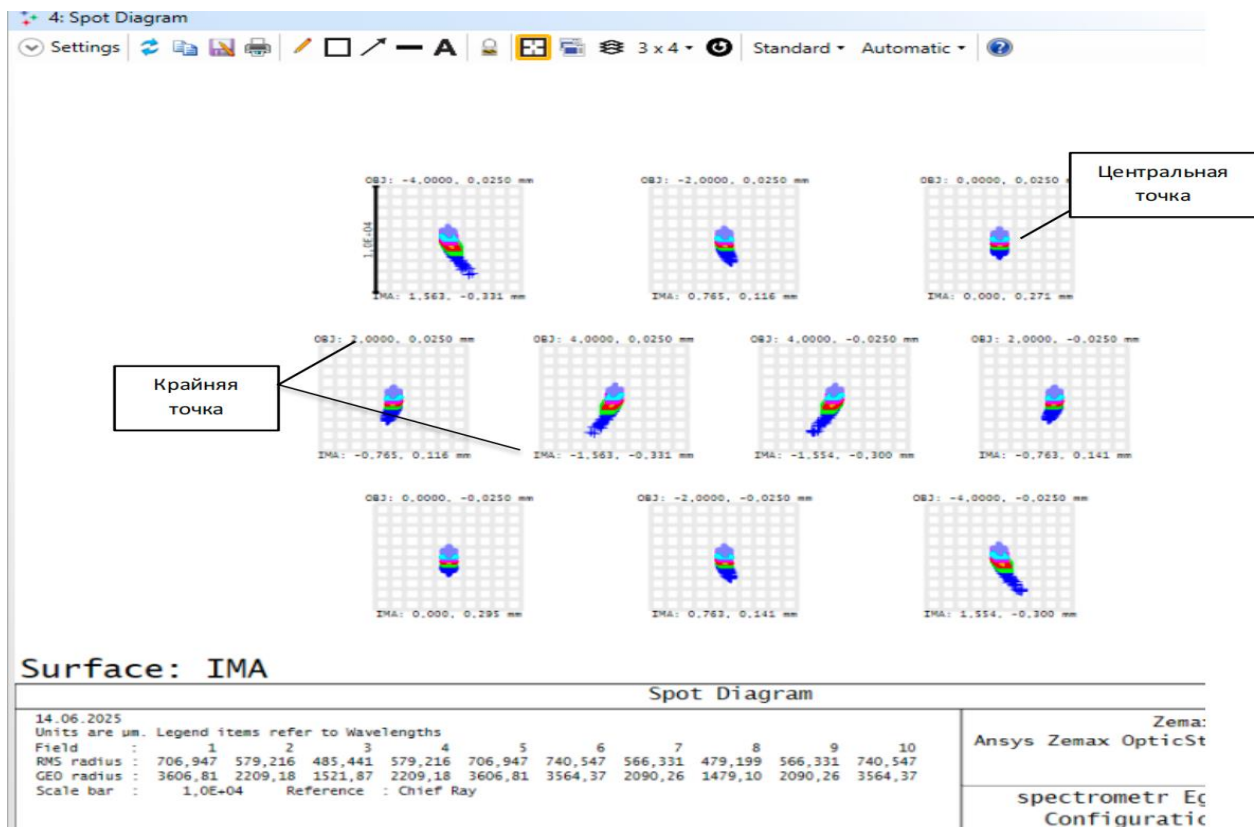 4: Spot Diagram
Settings A 3 x 4 Standard Automatic
Центральная
точка
OBJ: -4,0000, 0,0250 mm
OBJ: -2,0000, 0,0250 mm
OBJ: 0,0000, 0,0250
1,0E+04
IMA: 1,563, -0,331 mm
IMA: 0,765, 0,116 mm
IMA: 0,000, 0,271 mm
Крайняя
точка
OBJ: 2,0000, 0,0250 mm
OBJ: 4,0000, 0,0250 mm
OBJ: 4,0000, -0,0250 mm
OBJ: 2,0000, -0,0250 mm
IMA: -0,765, 0,116 mm
IMA: -1,563, -0,331 mm
IMA: -1,554, -0,300 mm
IMA: -0,763, 0,141 mm
OBJ: 0,0000, -0,0250 mm
OBJ: -2,0000, -0,0250 mm
OBJ: -4,0000, -0,0250 mm
IMA: 0,000, 0,295 mm
IMA: 0,763, 0,141 mm
IMA: 1,554, -0,300 mm
Surface: IMA
Spot Diagram
14.06.2025
Units are µm. Legend items refer to Wavelengths
Field : 1 2 3 4 5 6 7 8 9 10
RMS radius : 706,947 579,216 485,441 579,216 706,947 740,547 566,331 479,199 566,331 740,547
GEO radius : 3606,81 2209,18 1521,87 2209,18 3606,81 3564,37 2090,26 1479,10 2090,26 3564,37
Scale bar : 1,0E+04 Reference : Chief Ray
Zema
Ansys Zemax OpticSt
spectrometr Eg
Configuratic